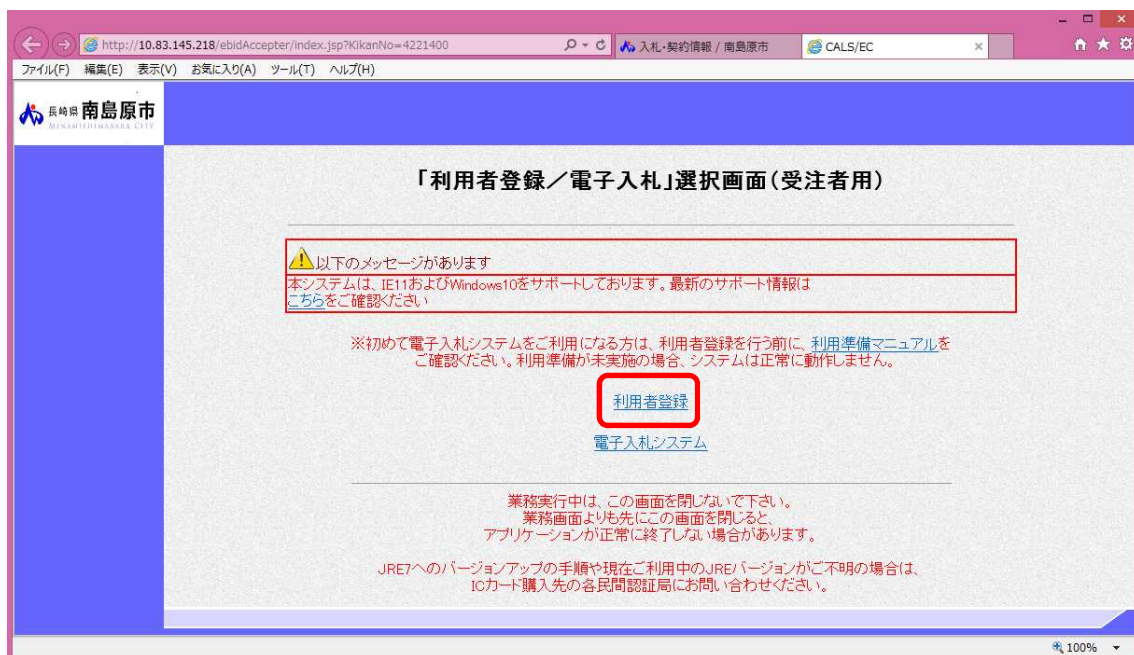 http://10.83.145.218/ebidAccepter/index.jsp?KikanNo=4221400
入札・契約情報 / 南島原市
CALS/EC
ファイル(F) 編集(E) 表示(V) お気に入り(A) ツール(T) ヘルプ(H)
長崎県 南島原市
MINAMISHIMABARA CITY
「利用者登録／電子入札」選択画面(受注者用)
以下のメッセージがあります
本システムは、IE11およびWindows10をサポートしております。最新のサポート情報は
こちらをご確認ください
※初めて電子入札システムをご利用になる方は、利用者登録を行う前に、利用準備マニュアルを
ご確認ください。利用準備が未実施の場合、システムは正常に動作しません。
利用者登録
電子入札システム
業務実行中は、この画面を閉じないで下さい。
業務画面よりも先にこの画面を閉じると、
アプリケーションが正常に終了しない場合があります。
JRE7へのバージョンアップの手順や現在ご利用中のJREバージョンがご不明の場合は、
ICカード購入先の各民間認証局にお問い合わせください。
100%